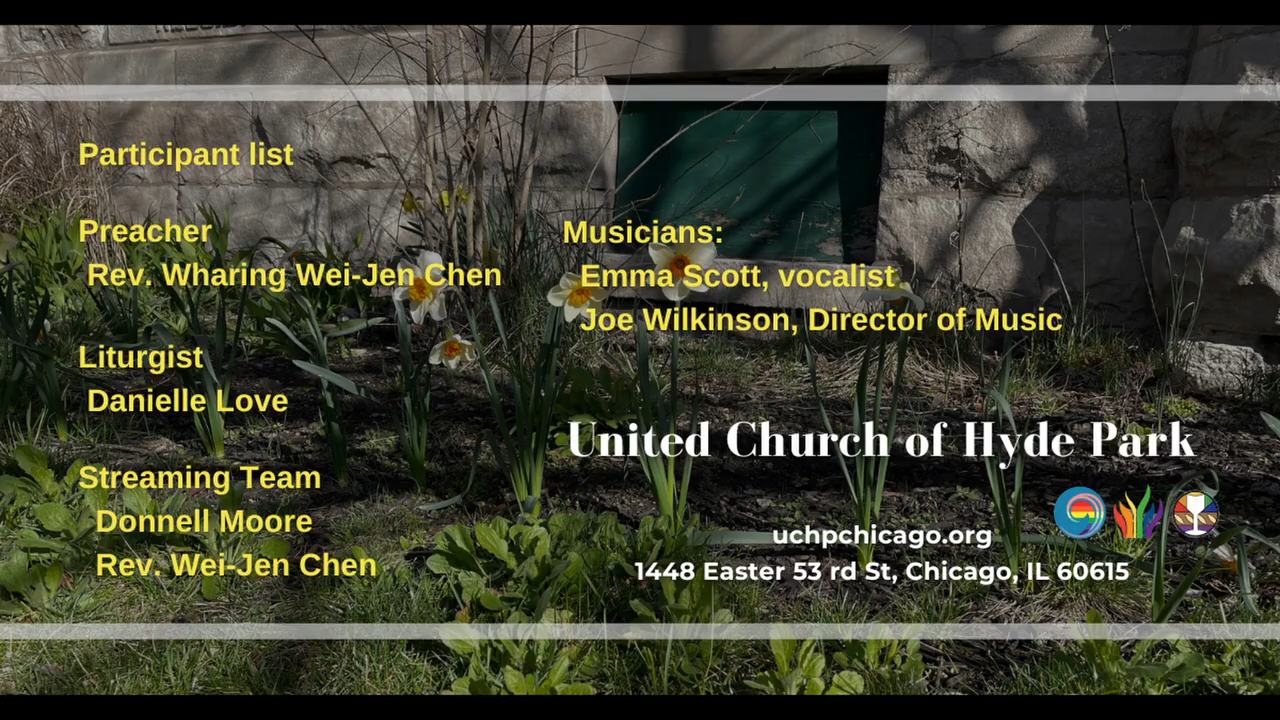 Participant list
Preacher
Rev. Wharing Wei-Jen Chen
Liturgist
Danielle Love
Streaming Team
Donnell Moore
Rev. Wei-Jen Chen
Musicians:
Emma Scott, vocalist
Joe Wilkinson, Director of Music
United Church of Hyde Park
uchpchicago.org
1448 Easter 53 rd St, Chicago, IL 60615